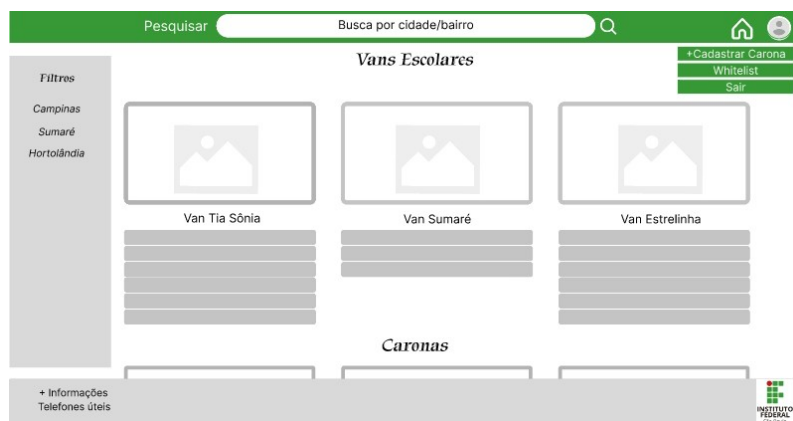 Pesquisar
Busca por cidade/bairro
+Cadastrar Carona
Whitelist
Sair
Filtros
Campinas
Sumaré
Hortolândia
Vans Escolares
Van Tia Sônia
Van Sumaré
Van Estrelinha
Caronas
+ Informações
Telefones úteis
INSTITUTO
FEDERAL